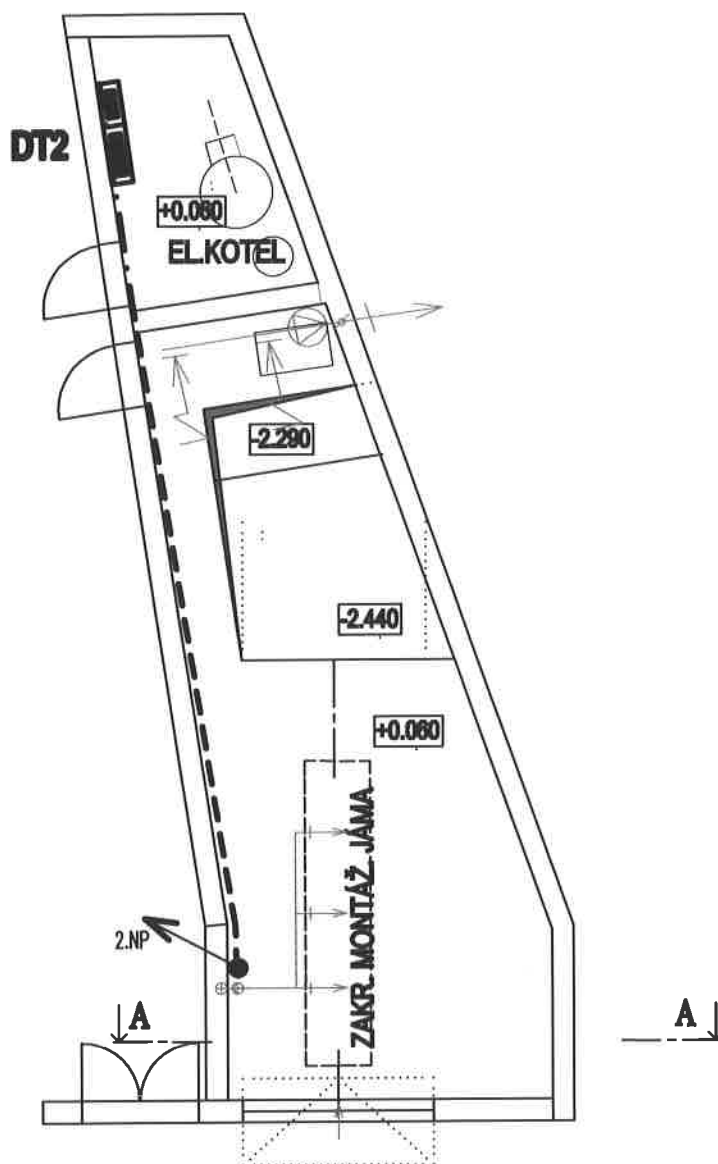 DT2
+0.060
EL.KOTEL
-2.290
-2.440
+0.060
ZAKR. MONTÁŽ. JÁMA
2.NP
A
A